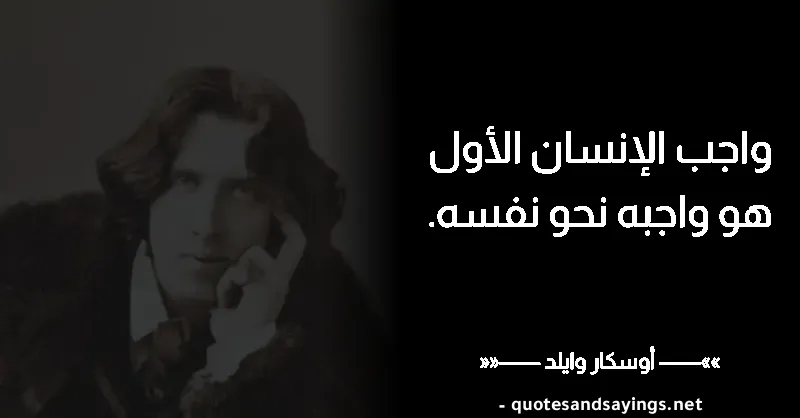 واجب الإنسان الأول
هو واجبه نحو نفسه.
»»—— أوسكار وايلد ——««
- quotesandsayings.net